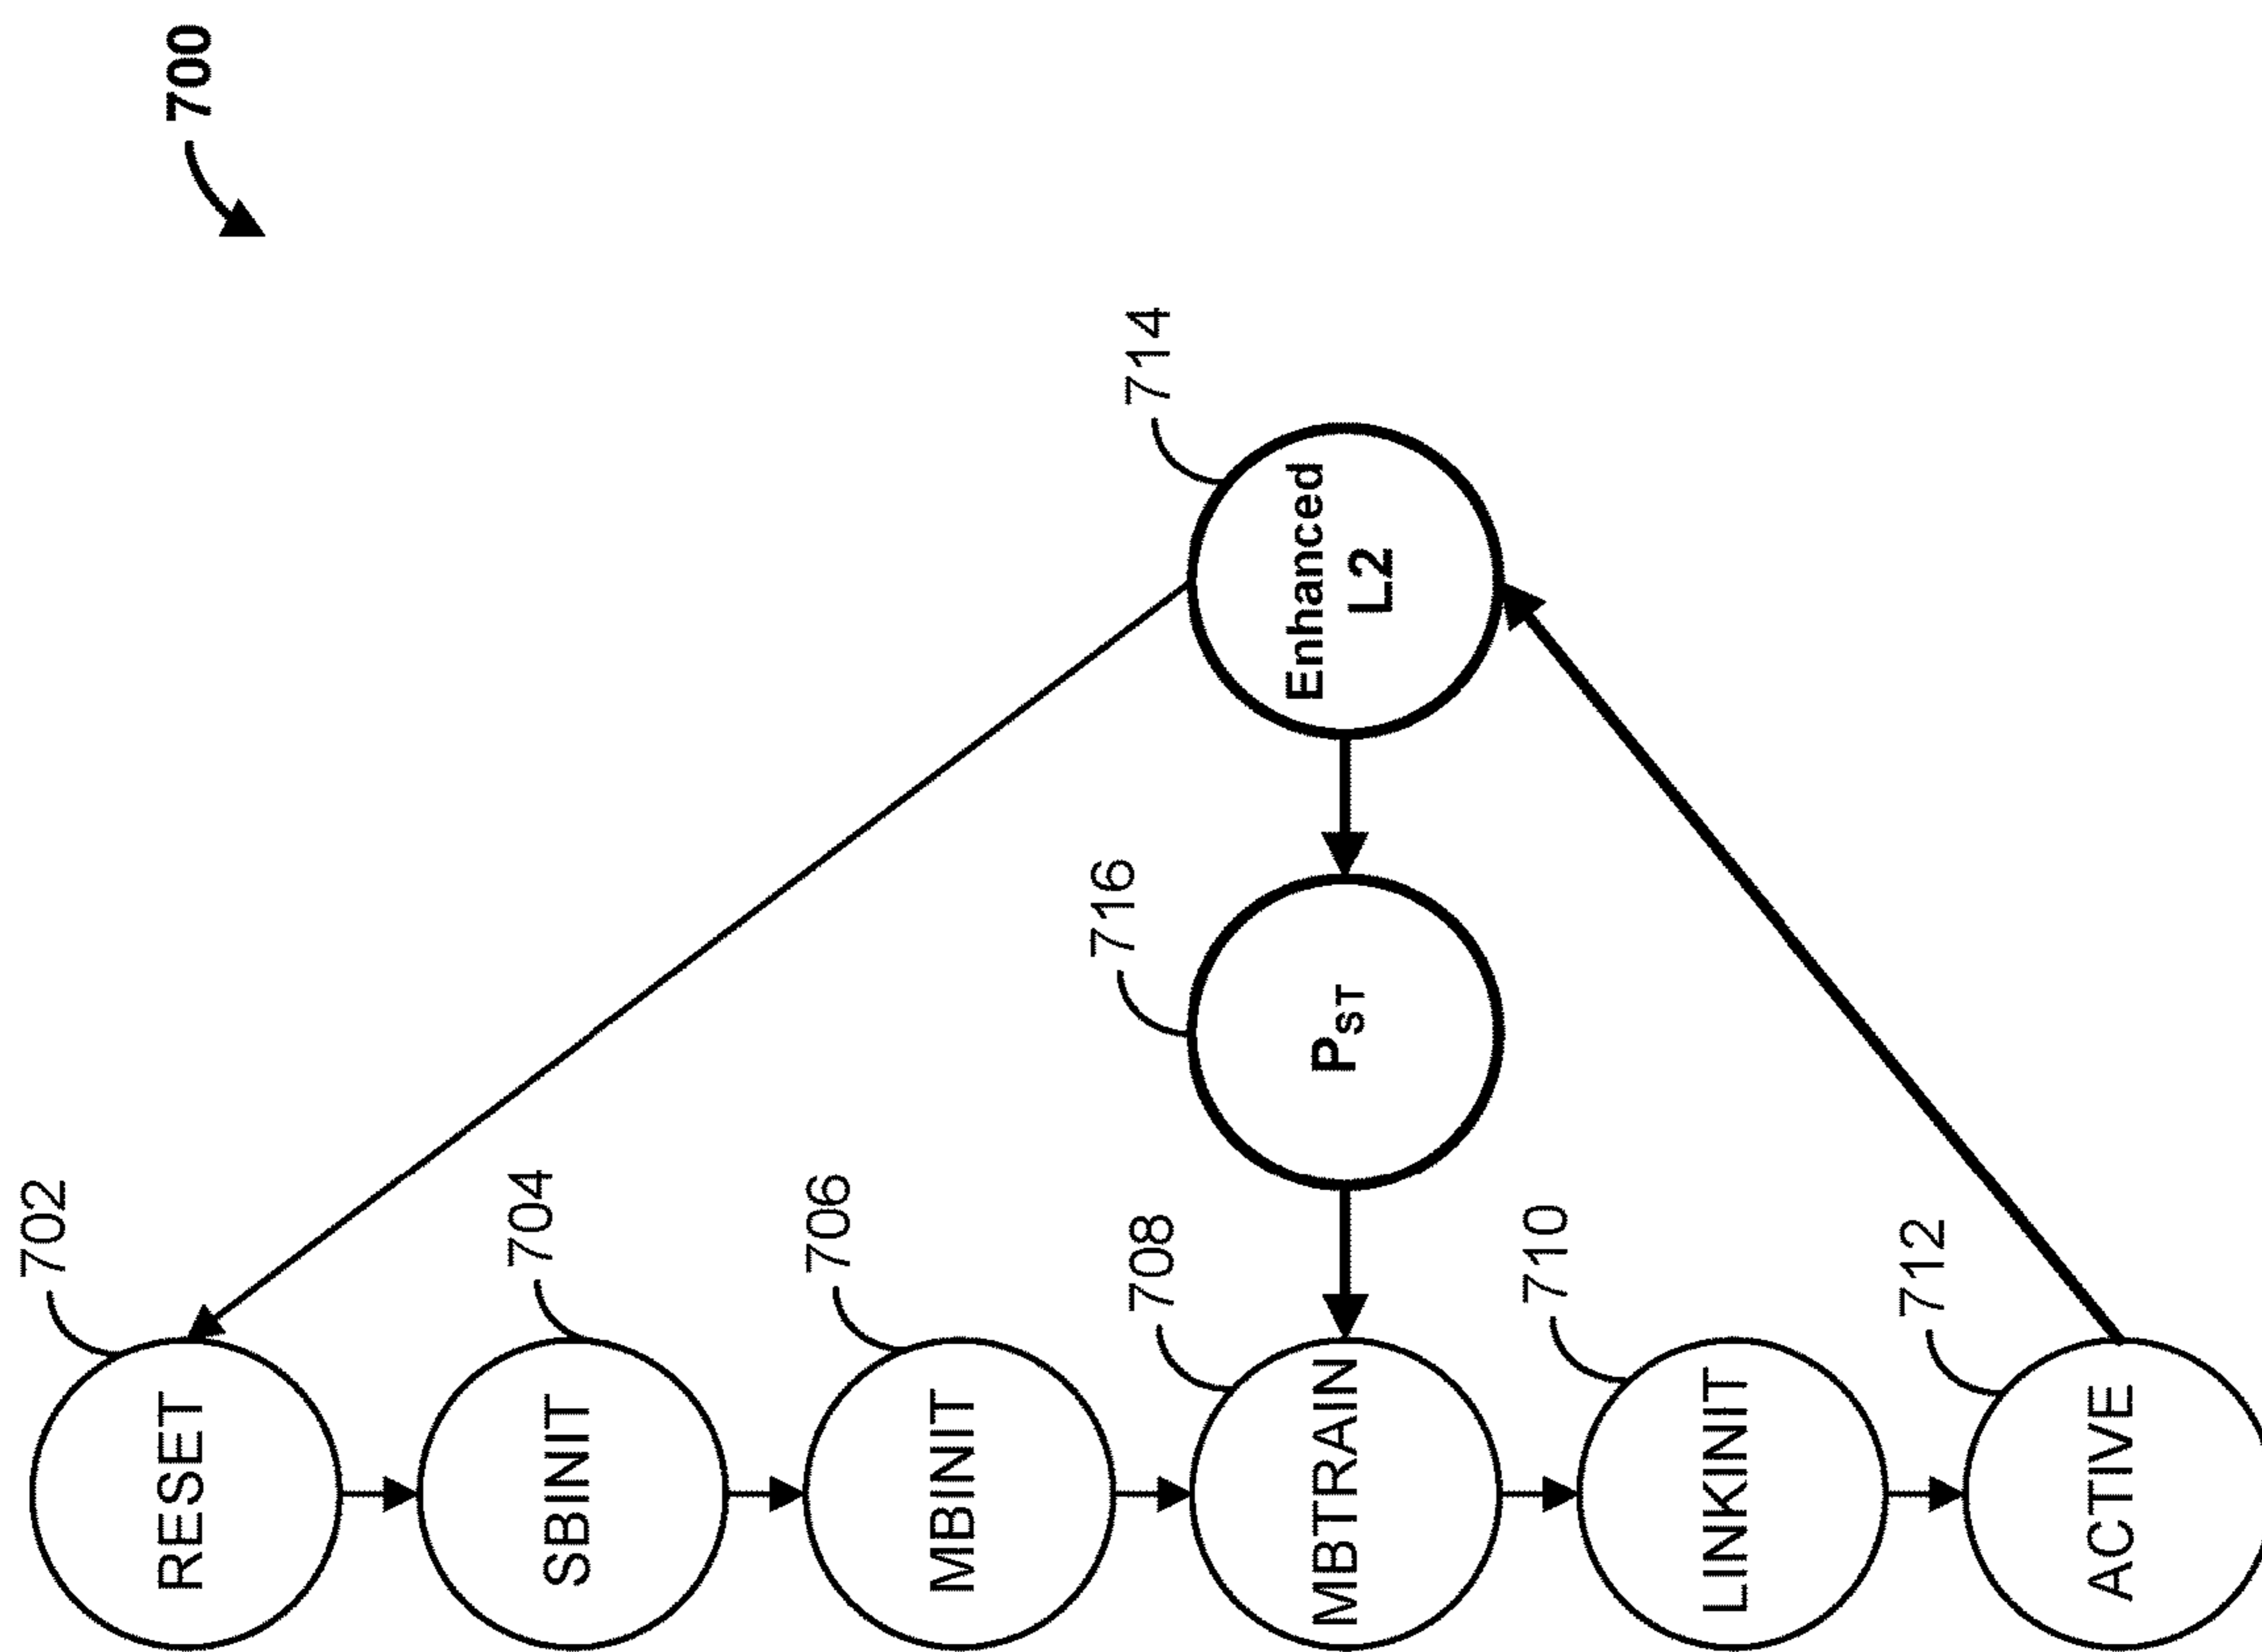 700
702
RESET
704
SBINIT
706
MBINIT
708
MBTRAIN
710
LINKINIT
712
ACTIVE
714
Enhanced
L2
716
PST